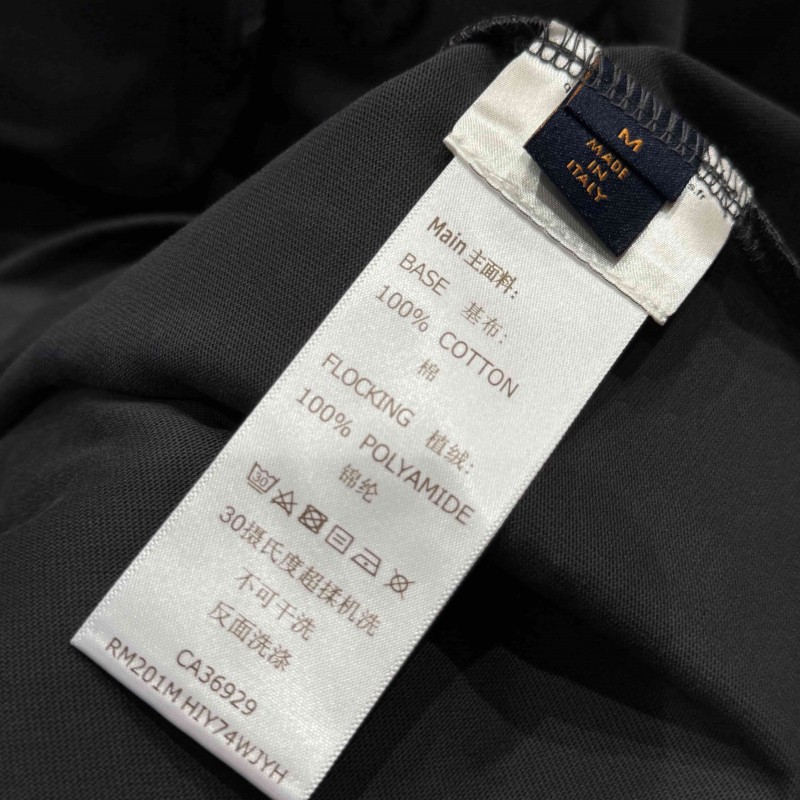 M
MADE
IN
ITALY
s.fr
Main 主面料:
BASE 基布:
100% COTTON
棉
FLOCKING 植绒:
100% POLYAMIDE
锦纶
30
30摄氏度超揉机洗
不可干洗
反面洗涤
CA36929
RM201M HIY74WJYH